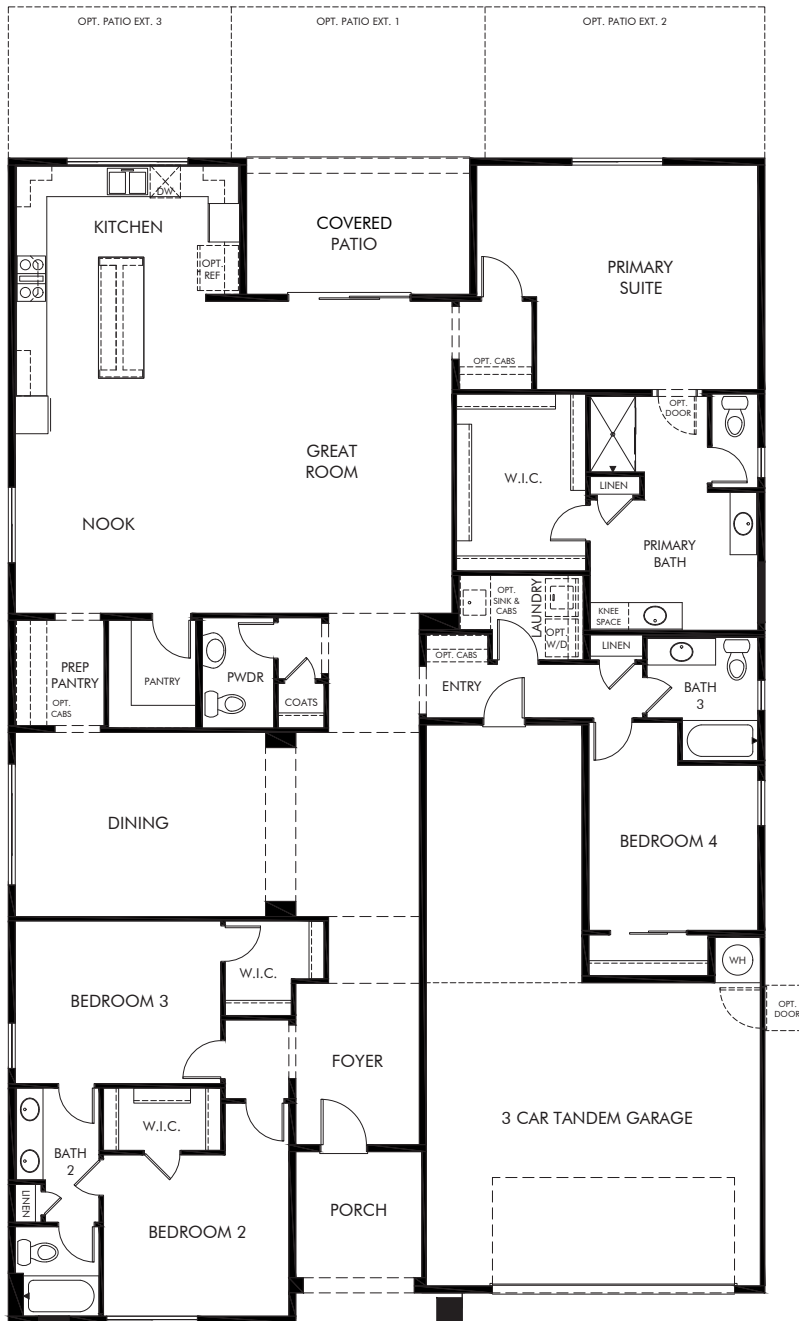 OPT. PATIO EXT. 3
OPT. PATIO EXT. 1
OPT. PATIO EXT. 2
DW
KITCHEN
COVERED
PATIO
OPT.
REF
PRIMARY
SUITE
OPT. CABS
OPT.
DOOR
GREAT
ROOM
W.I.C.
LINEN
NOOK
PRIMARY
BATH
OPT.
SINK &
CABS
LAUNDRY
OPT.
W/D
KNEE
SPACE
PREP
PANTRY
OPT.
CABS
PANTRY
PWDR
COATS
OPT. CABS
ENTRY
LINEN
BATH
3
DINING
BEDROOM 4
W.I.C.
WH
BEDROOM 3
OPT.
DOOR
FOYER
3 CAR TANDEM GARAGE
W.I.C.
BATH
2
LINEN
PORCH
BEDROOM 2